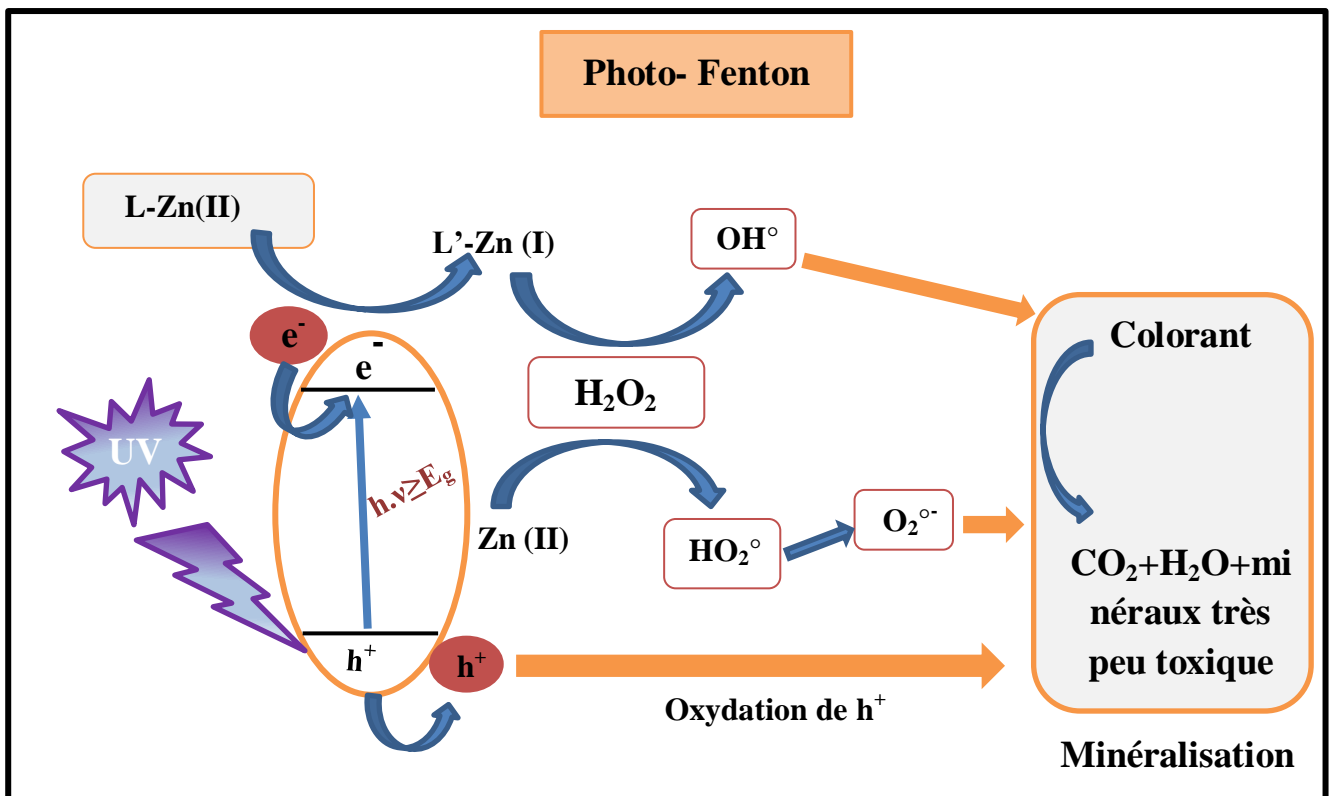 Photo- Fenton
L-Zn(II)
L’-Zn (I)
OH°
e⁻
e⁻
H₂O₂
Colorant
UV
h.ν≥E_g
Zn (II)
HO₂°
O₂°⁻
CO₂+H₂O+mi
néraux très
peu toxique
h⁺
h⁺
Oxydation de h⁺
Minéralisation